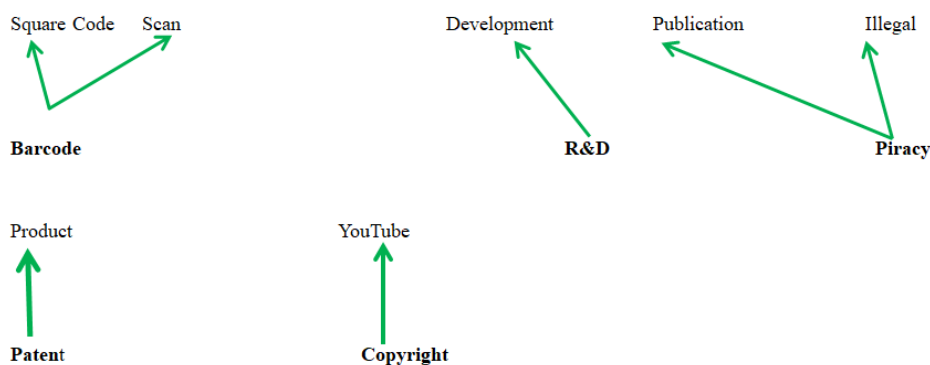 Square Code Scan Development Publication Illegal
Barcode R&D Piracy
Product YouTube
Patent Copyright